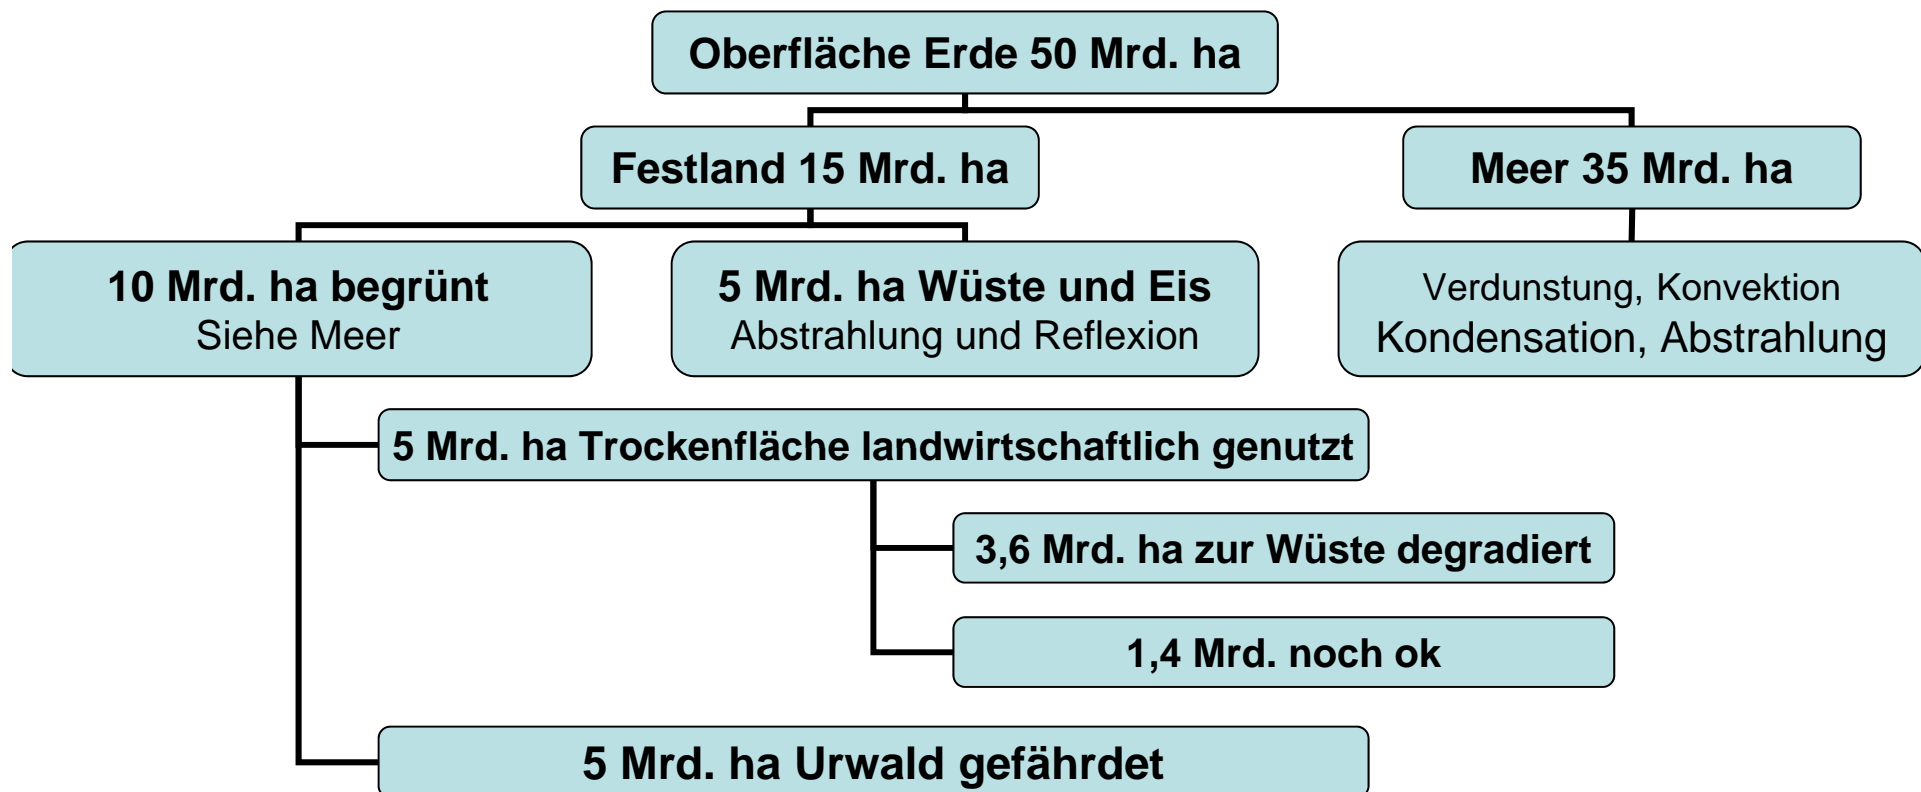 Oberfläche Erde 50 Mrd. ha
Festland 15 Mrd. ha
Meer 35 Mrd. ha
10 Mrd. ha begrünt
Siehe Meer
5 Mrd. ha Wüste und Eis
Abstrahlung und Reflexion
Verdunstung, Konvektion
Kondensation, Abstrahlung
5 Mrd. ha Trockenfläche landwirtschaftlich genutzt
3,6 Mrd. ha zur Wüste degradiert
1,4 Mrd. noch ok
5 Mrd. ha Urwald gefährdet